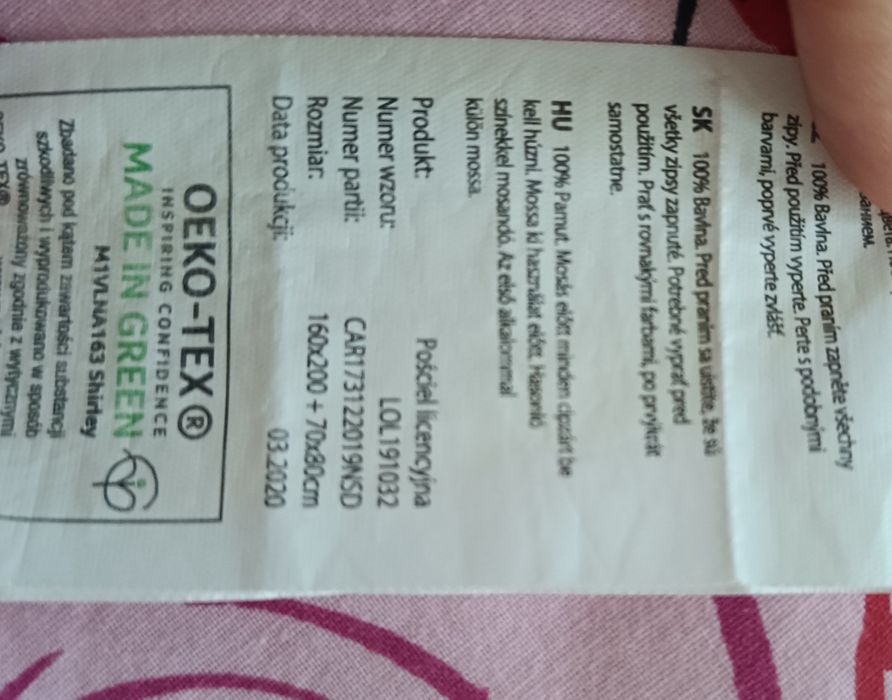 занием.
100% Bavlna. Před praním zapněte všechny
zipy. Před použitím vyperte. Perte s podobnými
barvami, poprvé vyperte zvlášť.
SK 100% Bavlna. Pred praním sa uistite, že sú
všetky zipsy zapnuté. Potrebné vyprať pred
použitím. Prať s rovnakými farbami, po prvýkrát
samostatne.
HU 100% Pamut. Mosás előtt minden cipzárt be
kell húzni. Mossa ki használat előtt. Hasonló
színekkel mosandó. Az első alkalommal
külön mossa.
Produkt: Pościel licencyjna
Numer wzoru: LOL191032
Numer partii: CAR173122019NSD
Rozmiar: 160x200 + 70x80cm
Data produkcji: 03.2020
OEKO-TEX®
INSPIRING CONFIDENCE
MADE IN GREEN
M1VLNA163 Shirley
Zbadano pod kątem zawartości substancji
szkodliwych i wyprodukowano w sposób
zrównoważony zgodnie z wytycznymi
OEKO-TEX®